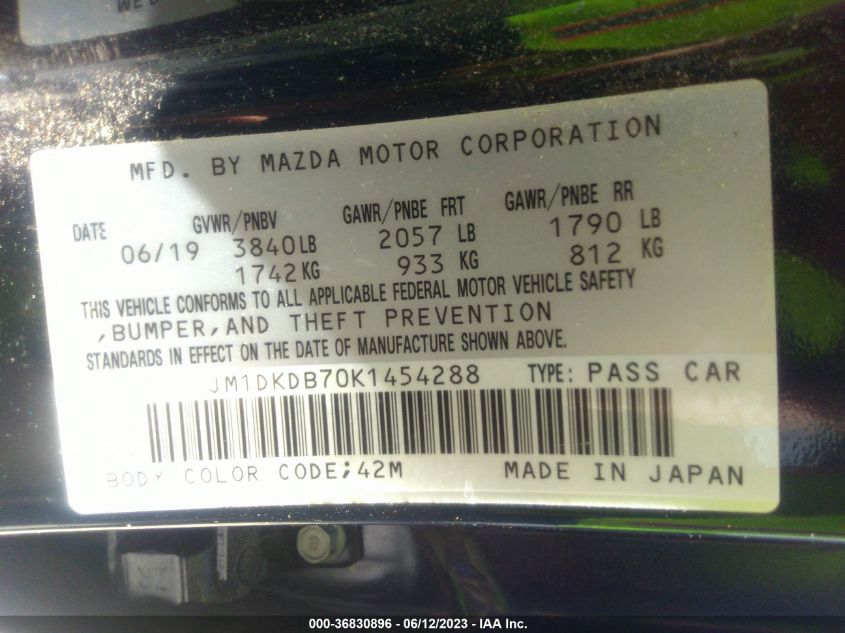 WE
MFD. BY MAZDA MOTOR CORPORATION
DATE GVWR/PNBV GAWR/PNBE FRT GAWR/PNBE RR
06/19 3840LB 2057 LB 1790 LB
1742KG 933 KG 812 KG
THIS VEHICLE CONFORMS TO ALL APPLICABLE FEDERAL MOTOR VEHICLE SAFETY
,BUMPER,AND THEFT PREVENTION
STANDARDS IN EFFECT ON THE DATE OF MANUFACTURE SHOWN ABOVE.
JM1DKDB70K1454288 TYPE: PASS CAR
BODY COLOR CODE;42M MADE IN JAPAN
000-36830896 - 06/12/2023 - IAA Inc.